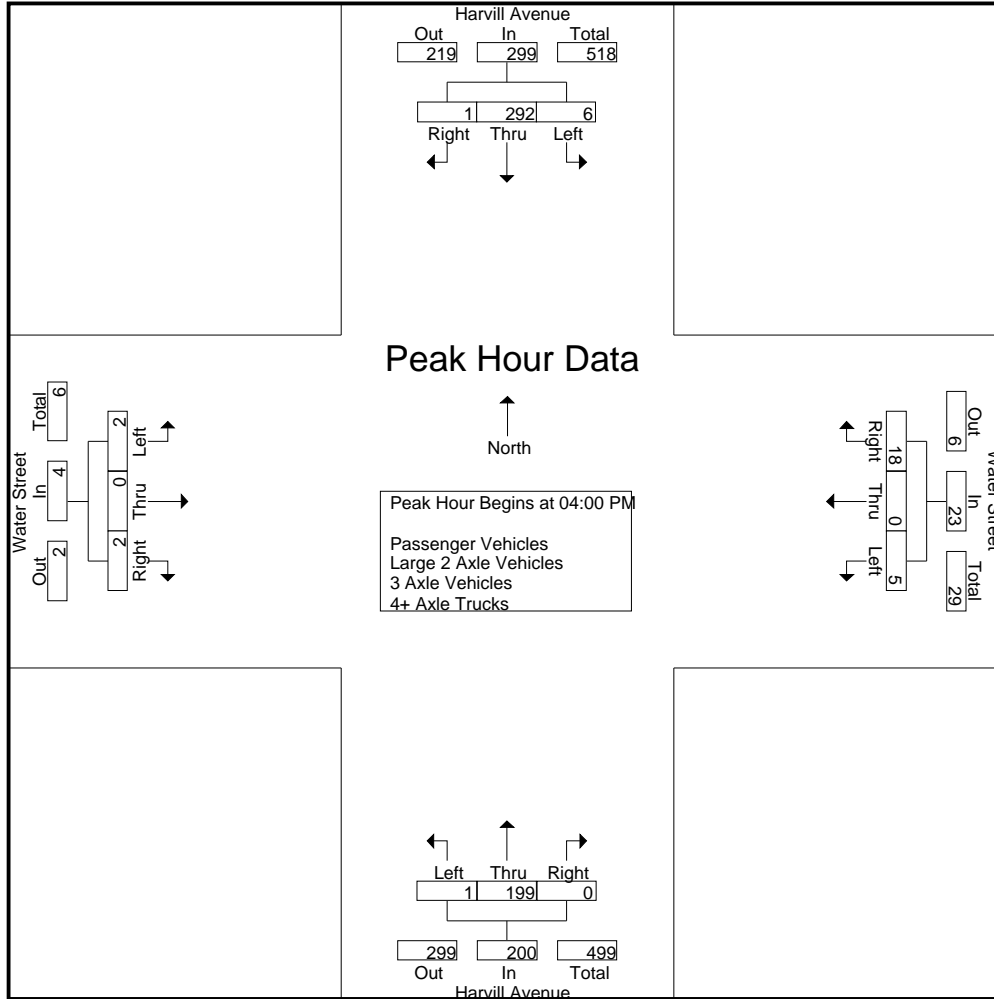 Harvill Avenue
Out In Total
219 299 518
1 292 6
Right Thru Left
Peak Hour Data
North
Peak Hour Begins at 04:00 PM
Passenger Vehicles
Large 2 Axle Vehicles
3 Axle Vehicles
4+ Axle Trucks
Water Street
Out In Total
2 4 6
Left Thru Right
2 0 2
Water Street
Out In Total
6 23 29
Right Thru Left
18 0 5
Left Thru Right
1 199 0
299 200 499
Out In Total
Harvill Avenue